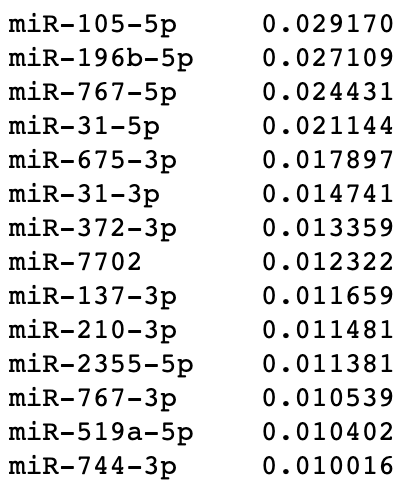 miR-105-5p 0.029170
miR-196b-5p 0.027109
miR-767-5p 0.024431
miR-31-5p 0.021144
miR-675-3p 0.017897
miR-31-3p 0.014741
miR-372-3p 0.013359
miR-7702 0.012322
miR-137-3p 0.011659
miR-210-3p 0.011481
miR-2355-5p 0.011381
miR-767-3p 0.010539
miR-519a-5p 0.010402
miR-744-3p 0.010016